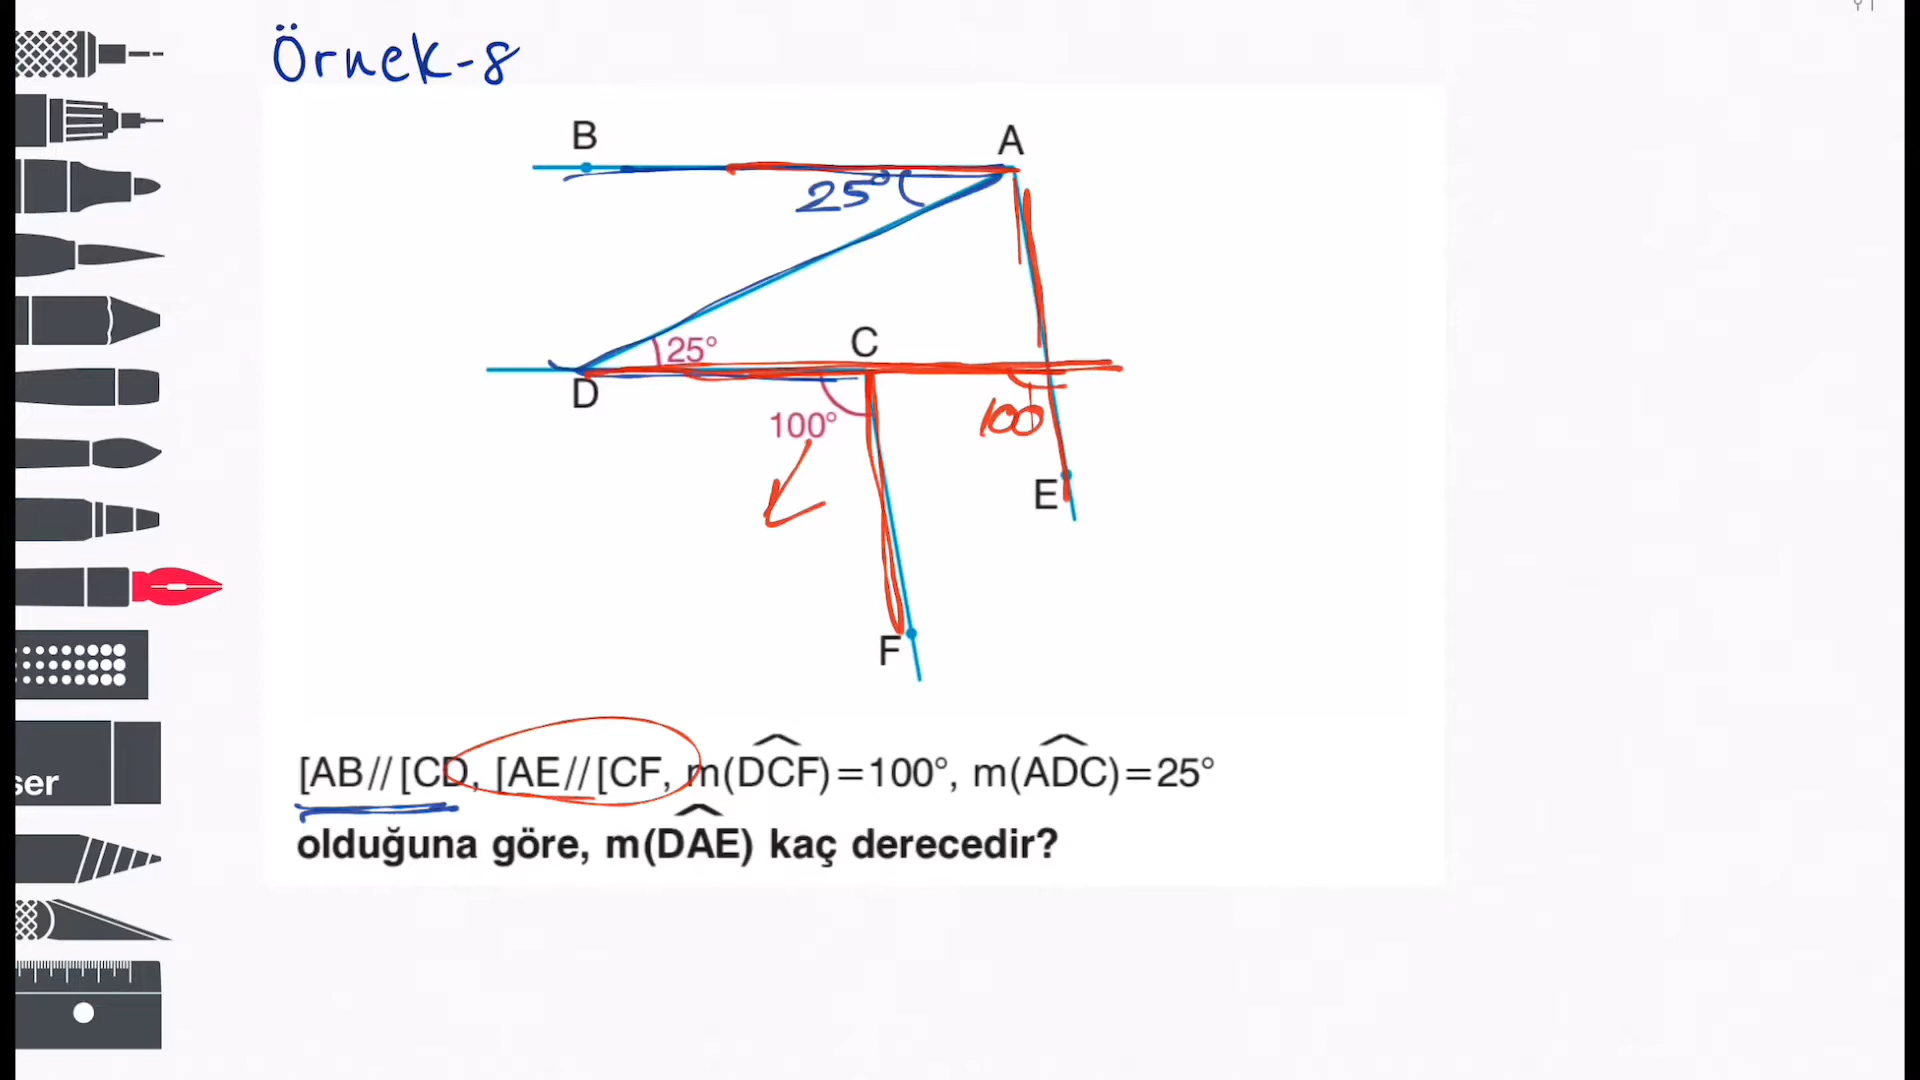 Örnek-8
B
A
25°
25°
C
D
100°
100
E
F
[AB//[CD, [AE//[CF, m(DCF)=100°, m(ADC)=25°
olduğuna göre, m(DAE) kaç derecedir?
ser